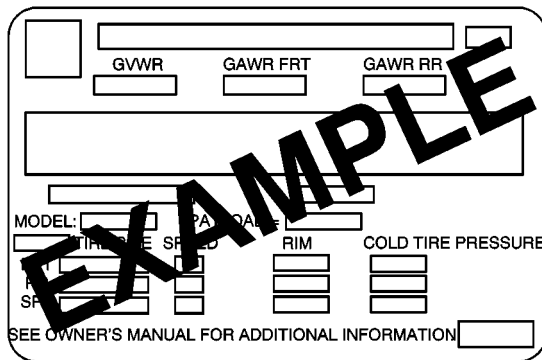 GVWR GAWR FRT GAWR RR
EXAMPLE
MODEL:
RIM COLD TIRE PRESSURE
SEE OWNER'S MANUAL FOR ADDITIONAL INFORMATION